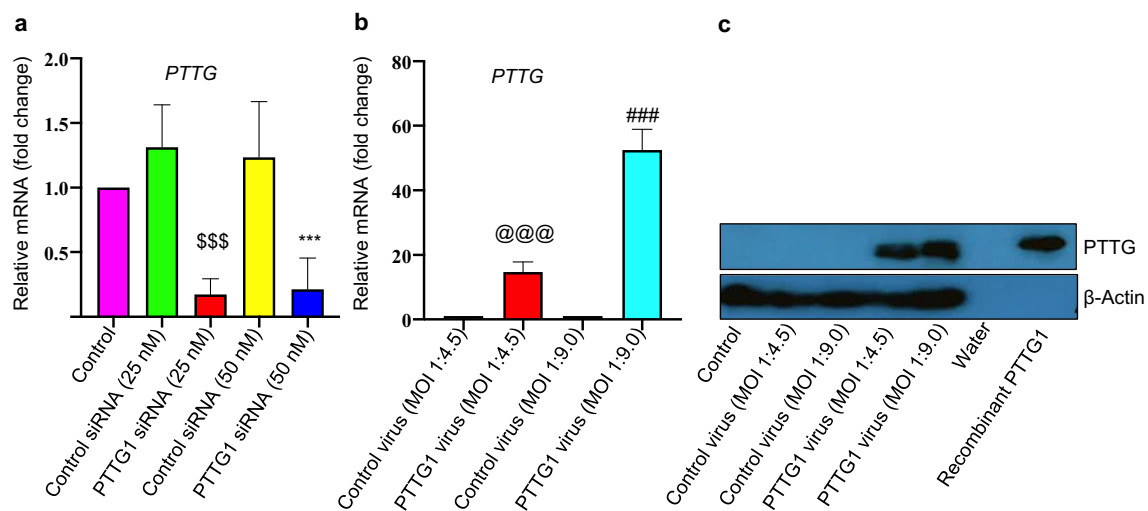 a
PTTG
Relative mRNA (fold change)
2.0
1.5
1.0
0.5
$$$
***
Control
Control siRNA (25 nM)
PTTG1 siRNA (25 nM)
Control siRNA (50 nM)
PTTG1 siRNA (50 nM)
b
PTTG
Relative mRNA (fold change)
80
60
40
20
0
@@@
###
Control virus (MOI 1:4.5)
PTTG1 virus (MOI 1:4.5)
Control virus (MOI 1:9.0)
PTTG1 virus (MOI 1:9.0)
c
PTTG
β-Actin
Control
Control virus (MOI 1:4.5)
Control virus (MOI 1:9.0)
PTTG1 virus (MOI 1:4.5)
PTTG1 virus (MOI 1:9.0)
Water
Recombinant PTTG1